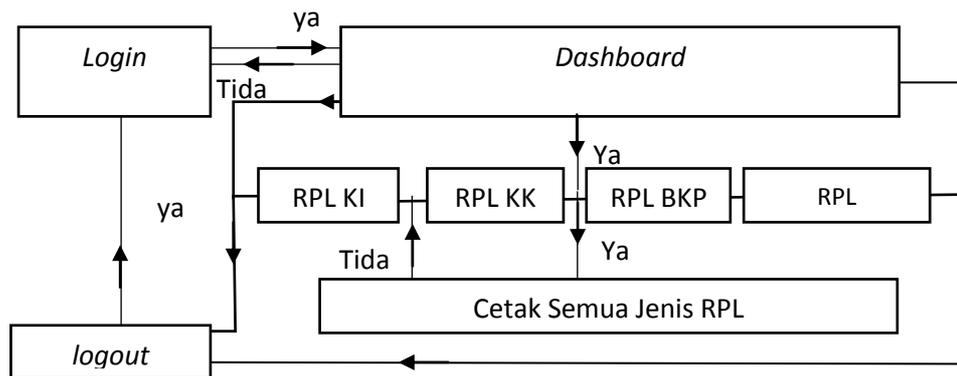 ya
Login
Dashboard
Tida
Ya
RPL KI
RPL KK
RPL BKP
RPL
ya
Tida
Ya
Cetak Semua Jenis RPL
logout